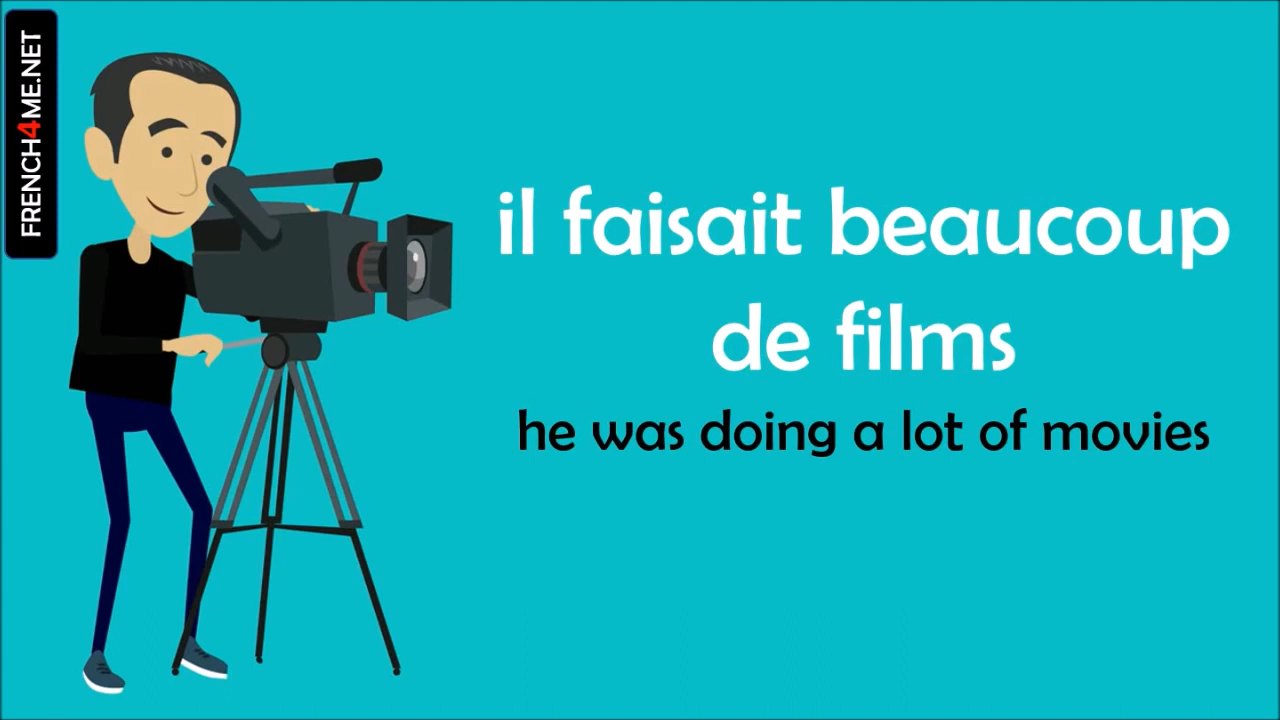 FRENCH4ME.NET
il faisait beaucoup
de films
he was doing a lot of movies